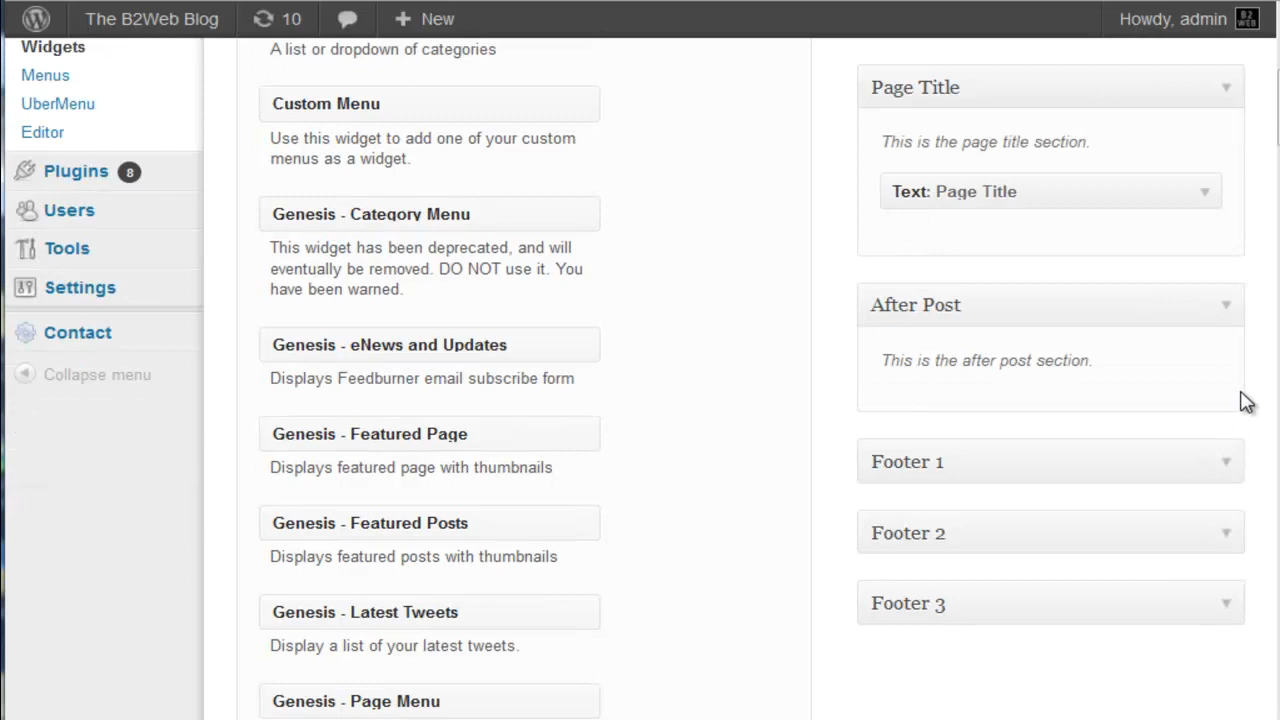 The B2Web Blog
10
New
Howdy, admin
B2
WEB
Widgets
Menus
UberMenu
Editor
Plugins 8
Users
Tools
Settings
Contact
Collapse menu
A list or dropdown of categories
Custom Menu
Use this widget to add one of your custom
menus as a widget.
Genesis - Category Menu
This widget has been deprecated, and will
eventually be removed. DO NOT use it. You
have been warned.
Genesis - eNews and Updates
Displays Feedburner email subscribe form
Genesis - Featured Page
Displays featured page with thumbnails
Genesis - Featured Posts
Displays featured posts with thumbnails
Genesis - Latest Tweets
Display a list of your latest tweets.
Genesis - Page Menu
Page Title
This is the page title section.
Text: Page Title
After Post
This is the after post section.
Footer 1
Footer 2
Footer 3